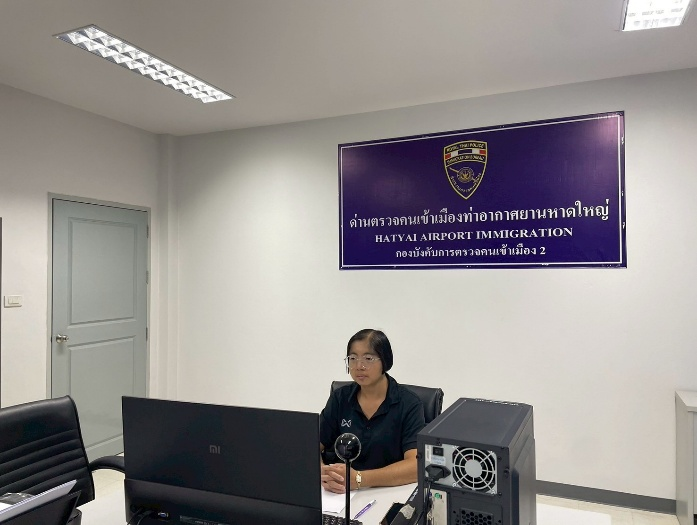 ROYAL THAI POLICE
ด่านตรวจคนเข้าเมืองท่าอากาศยานหาดใหญ่
HATYAI AIRPORT IMMIGRATION
กองบังคับการตรวจคนเข้าเมือง 2
mi